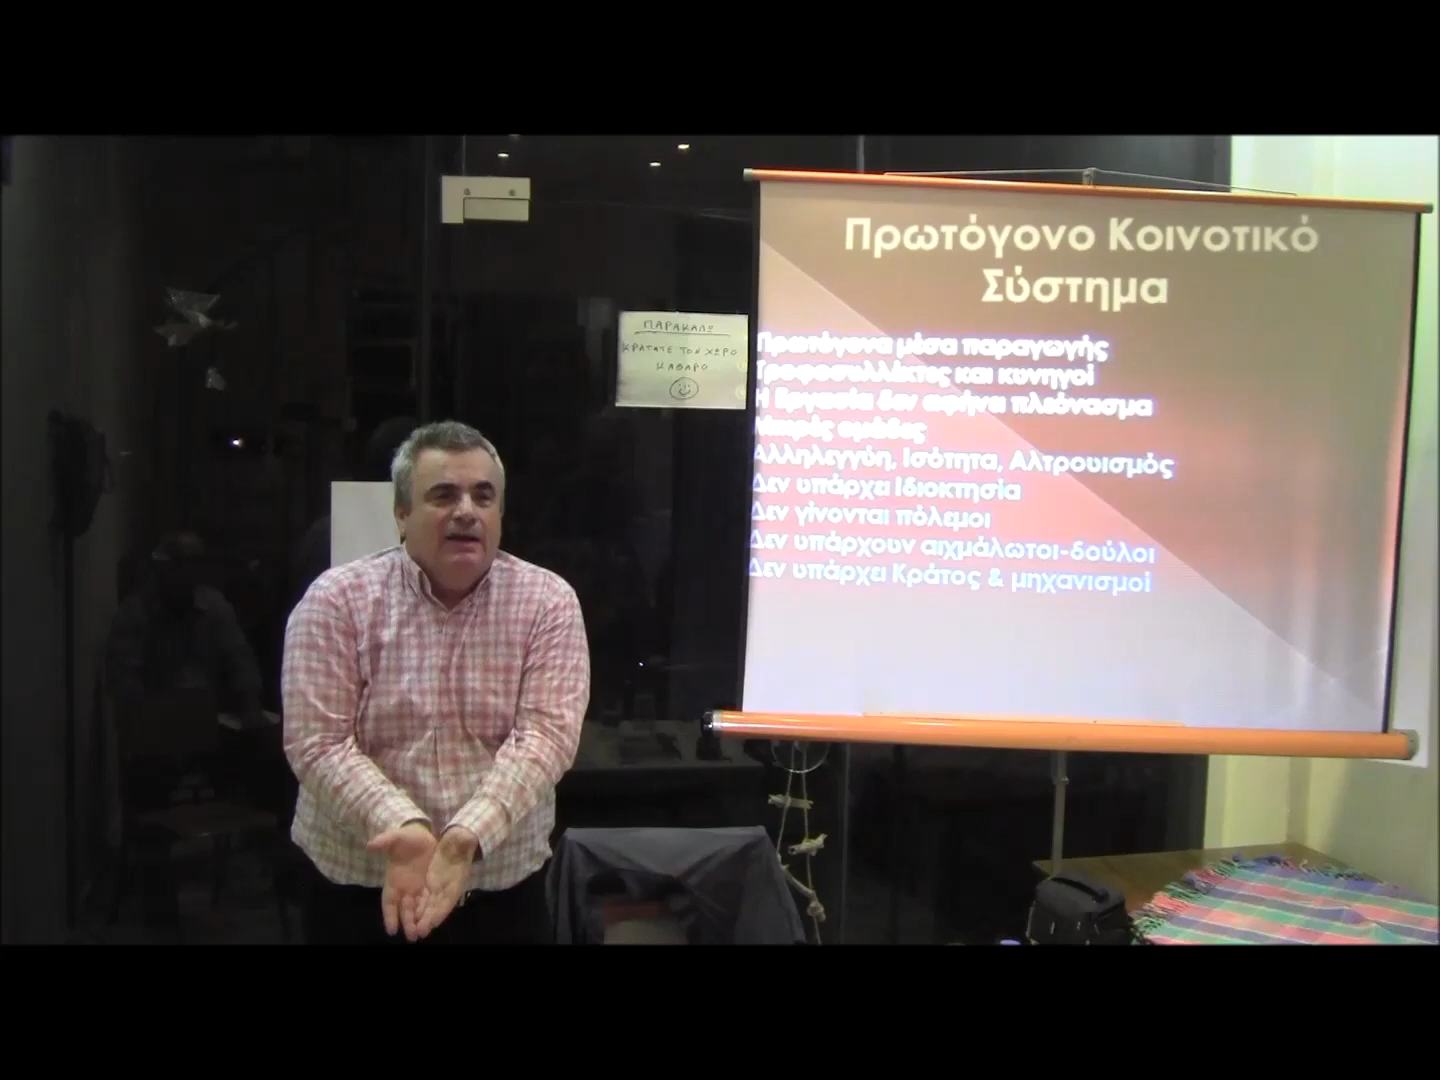 Πρωτόγονο Κοινοτικό
Σύστημα
ΠΑΡΑΚΑΛΩ
ΚΡΑΤΑΤΕ ΤΟΝ ΧΩΡΟ
ΚΑΘΑΡΟ
Πρωτόγονα μέσα παραγωγής
Τροφοσυλλέκτες και κυνηγοί
Η Εργασία δεν αφήνει πλεόνασμα
Μικρές ομάδες
Αλληλεγγύη, Ισότητα, Αλτρουισμός
Δεν υπάρχει Ιδιοκτησία
Δεν γίνονται πόλεμοι
Δεν υπάρχουν αιχμάλωτοι-δούλοι
Δεν υπάρχει Κράτος & μηχανισμοί